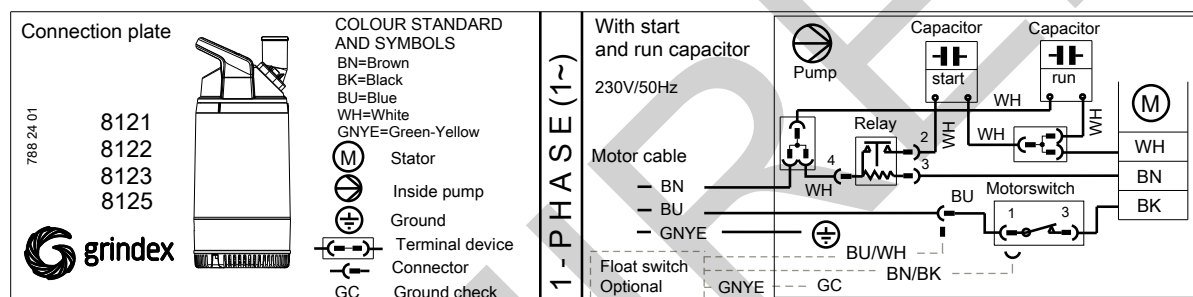 Connection plate
788 24 01
8121
8122
8123
8125
grindex
COLOUR STANDARD
AND SYMBOLS
BN=Brown
BK=Black
BU=Blue
WH=White
GNYE=Green-Yellow
M Stator
Inside pump
Ground
Terminal device
Connector
GC Ground check
1 - P H A S E (1~)
With start
and run capacitor
230V/50Hz
Pump
Capacitor
start
Capacitor
run
M
WH
WH
WH
WH
WH
BN
BK
Relay
2
3
4
WH
Motor cable
BN
BU
GNYE
BU
Motorswitch
1 3
BU/WH
BN/BK
Float switch
Optional
GNYE
GC